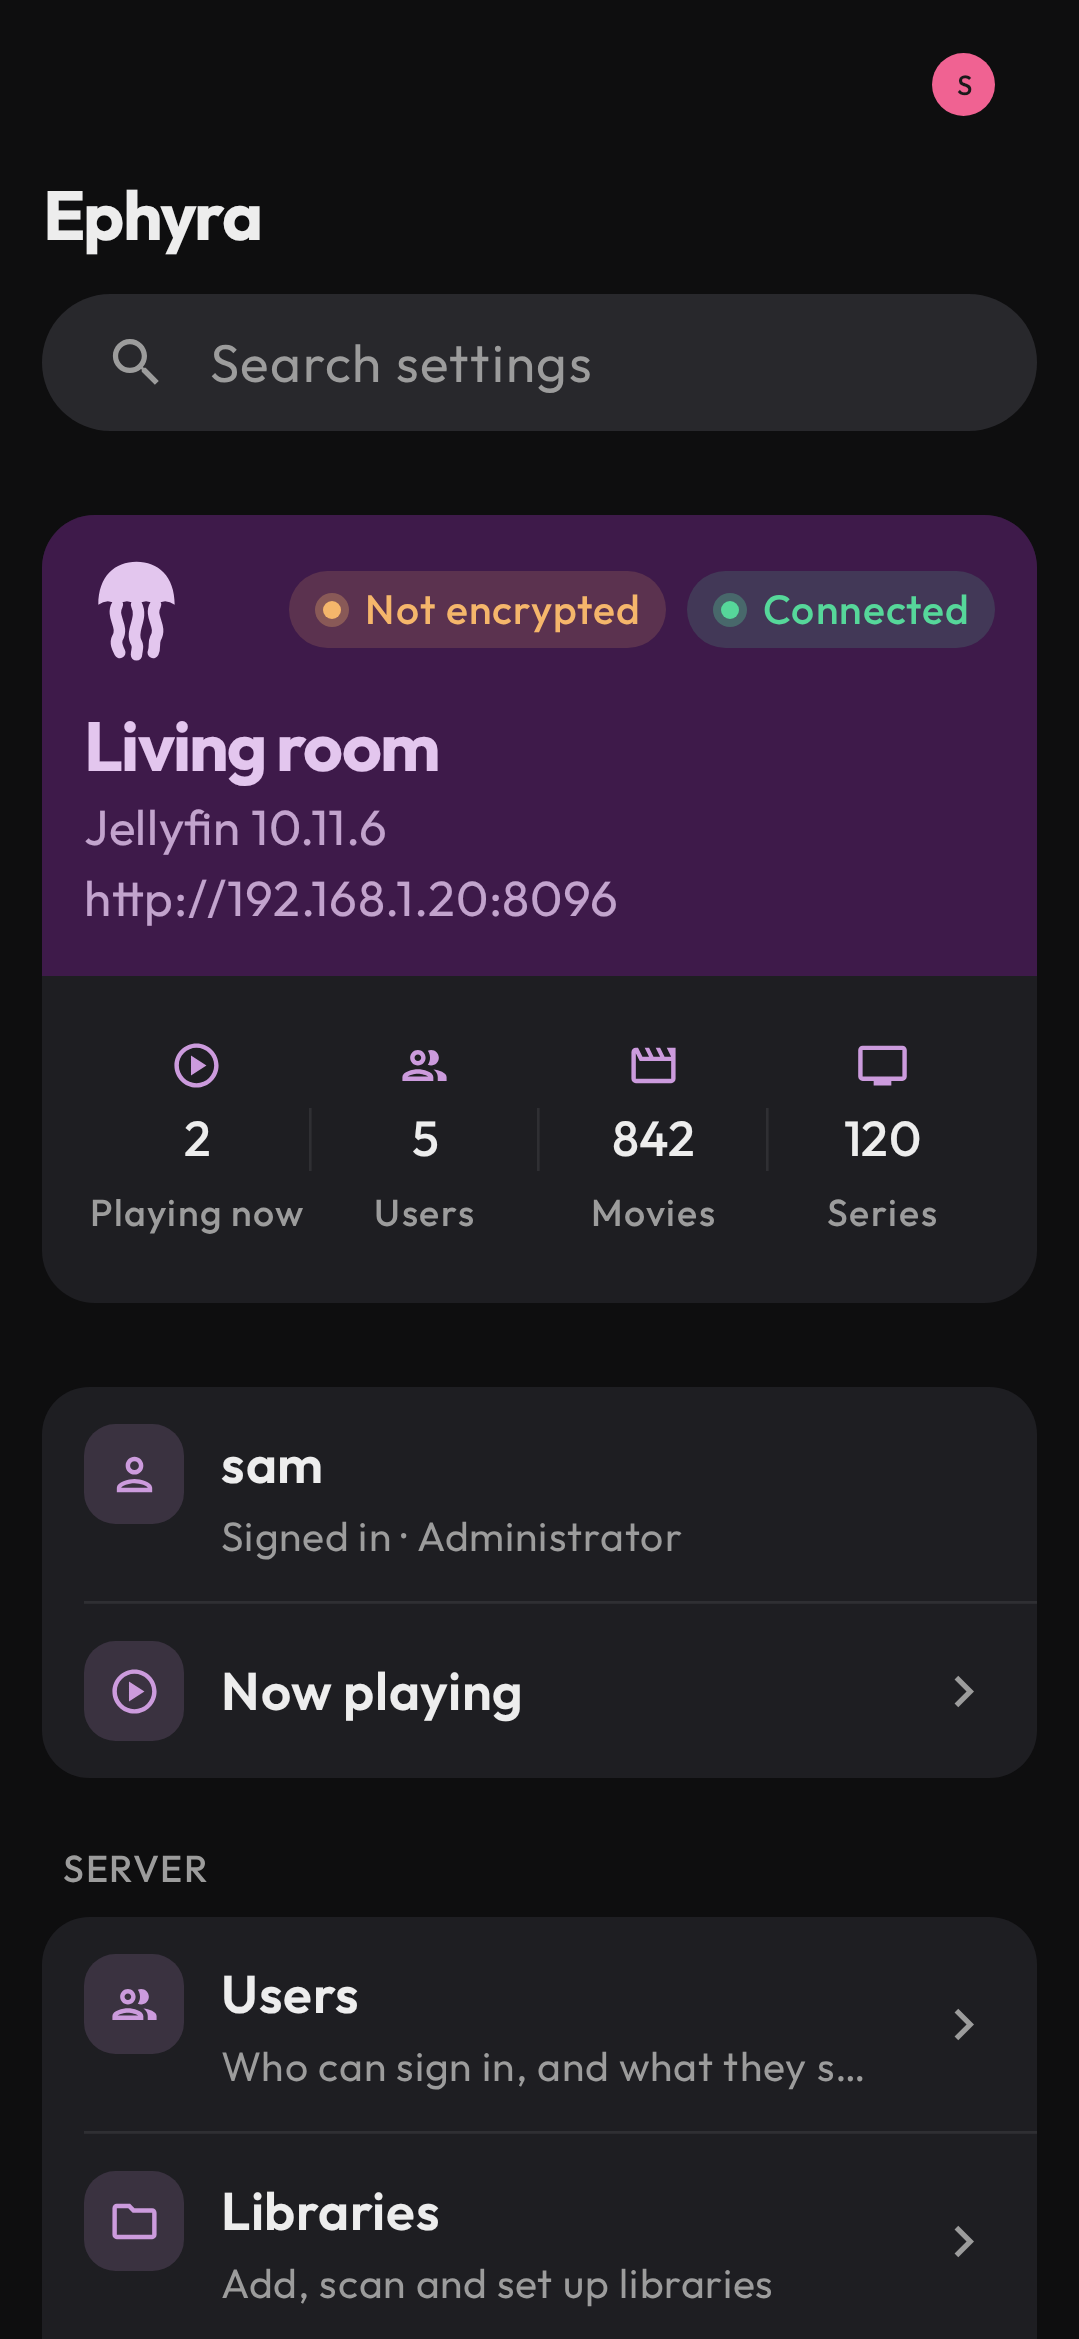 S
Ephyra
Search settings
Not encrypted
Connected
Living room
Jellyfin 10.11.6
http://192.168.1.20:8096
2
5
842
120
Playing now
Users
Movies
Series
sam
Signed in · Administrator
Now playing
SERVER
Users
Who can sign in, and what they s...
Libraries
Add, scan and set up libraries